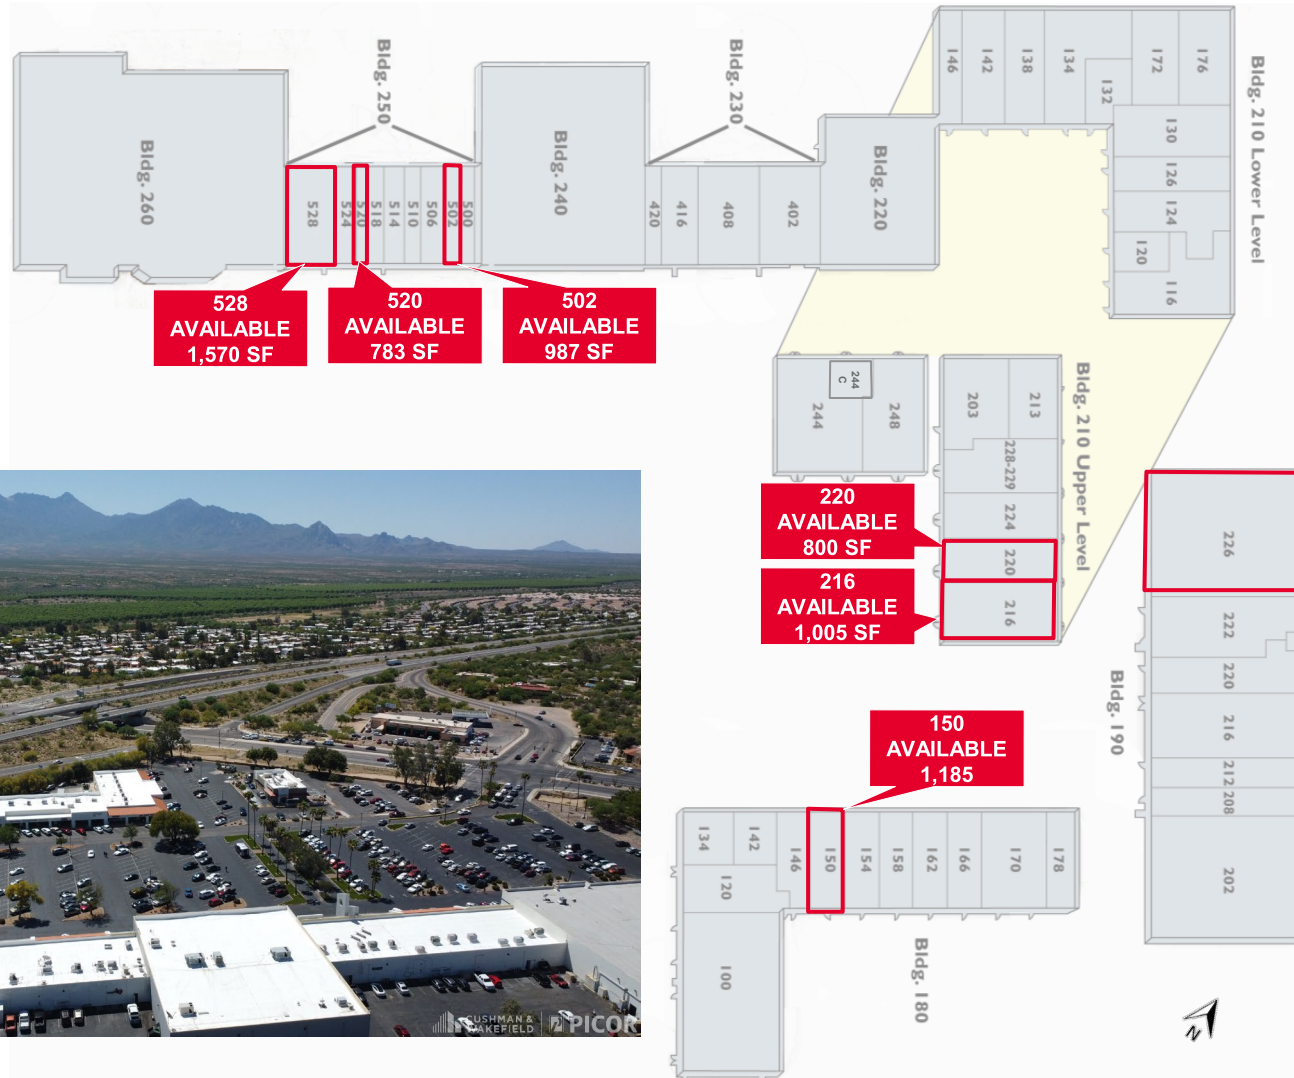 Bldg. 260
Bldg. 250
528
524
520
518
514
510
506
502
500
Bldg. 240
Bldg. 230
420
416
408
402
Bldg. 220
146
142
138
134
132
172
176
130
126
124
120
116
Bldg. 210 Lower Level
528
AVAILABLE
1,570 SF
520
AVAILABLE
783 SF
502
AVAILABLE
987 SF
244
244
C
248
203
213
228-229
224
220
216
Bldg. 210 Upper Level
220
AVAILABLE
800 SF
216
AVAILABLE
1,005 SF
226
222
220
216
212
208
202
Bldg. 190
150
AVAILABLE
1,185
134
142
146
150
154
158
162
166
170
178
120
100
Bldg. 180
CUSHMAN &
WAKEFIELD
PICOR
N